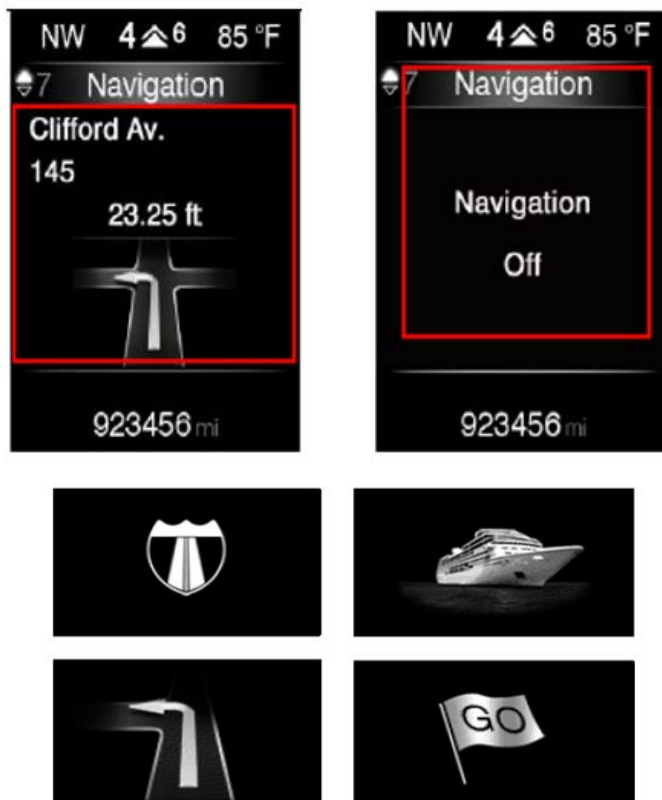 NW 4 6 85 °F
7 Navigation
Clifford Av.
145
23.25 ft
923456 mi
NW 4 6 85 °F
7 Navigation
Navigation
Off
923456 mi
GO